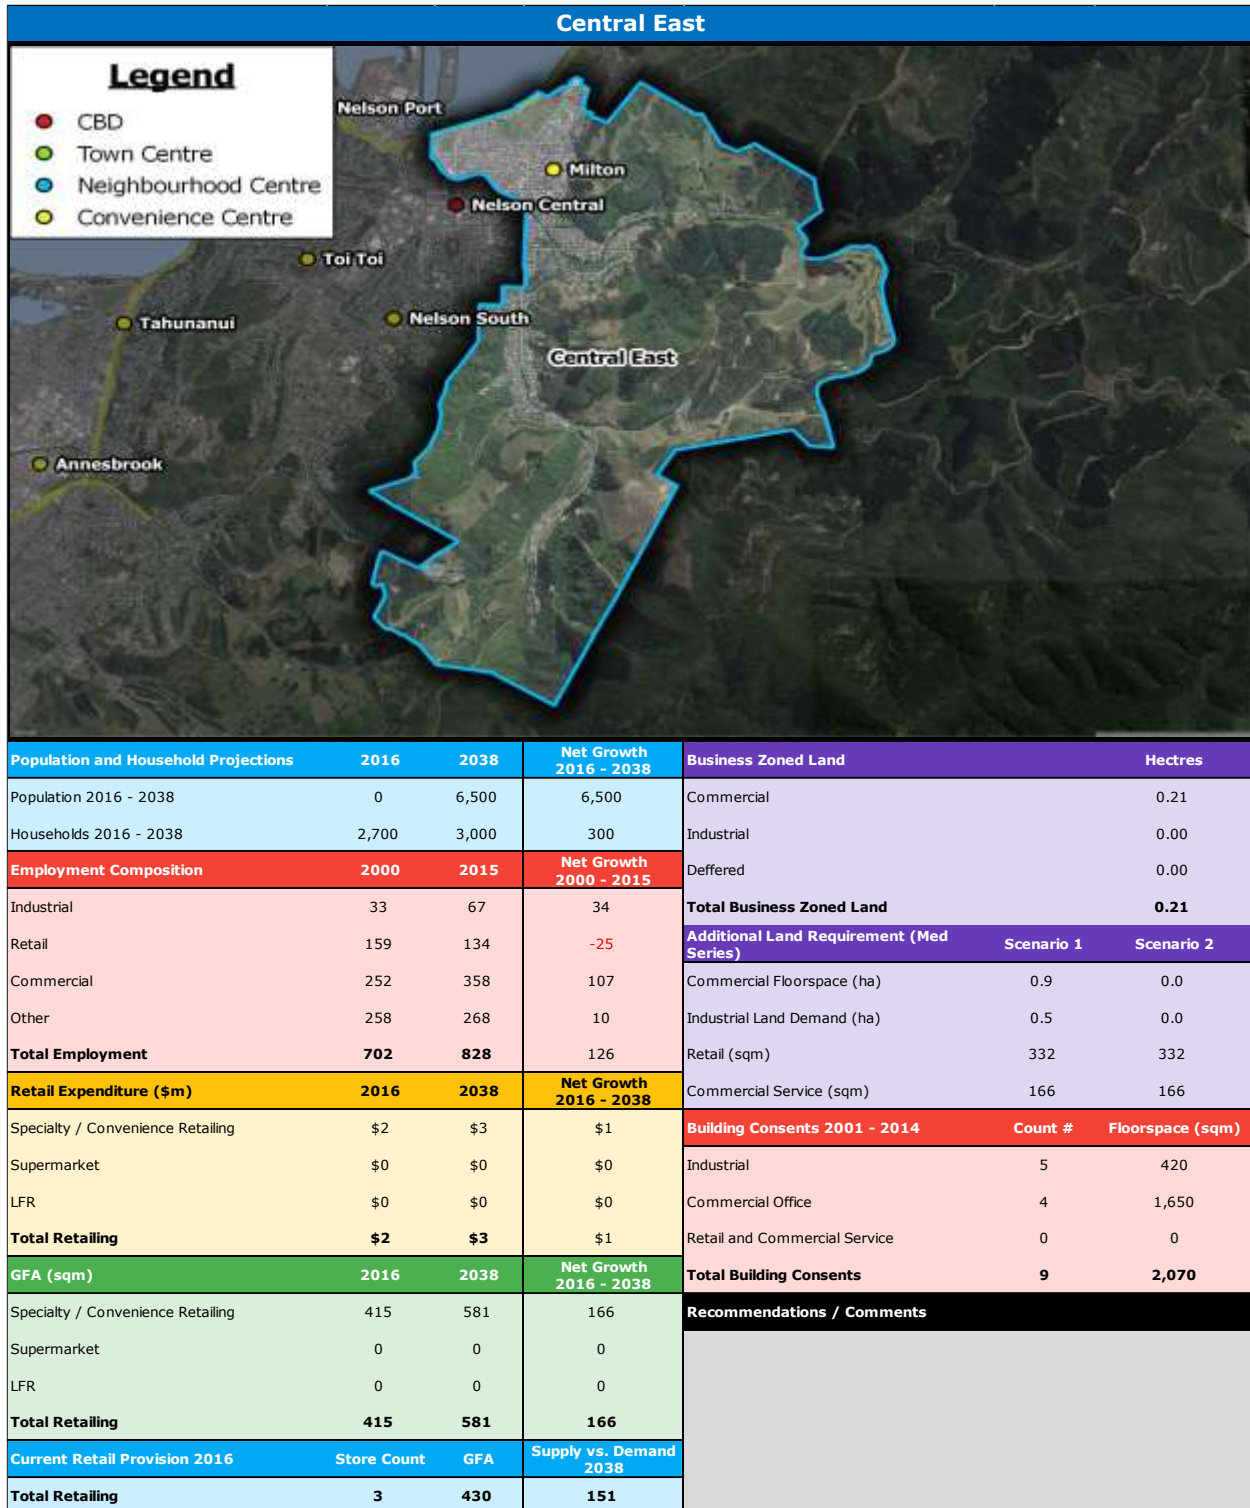 Central East
Legend
CBD
Town Centre
Neighbourhood Centre
Convenience Centre
Nelson Port
Milton
Nelson Central
Toi Toi
Nelson South
Tahunanui
Central East
Annesbrook
Population and Household Projections 2016 2038 Net Growth 2016 - 2038
Population 2016 - 2038 0 6,500 6,500
Households 2016 - 2038 2,700 3,000 300
Employment Composition 2000 2015 Net Growth 2000 - 2015
Industrial 33 67 34
Retail 159 134 -25
Commercial 252 358 107
Other 258 268 10
Total Employment 702 828 126
Retail Expenditure ($m) 2016 2038 Net Growth 2016 - 2038
Specialty / Convenience Retailing $2 $3 $1
Supermarket $0 $0 $0
LFR $0 $0 $0
Total Retailing $2 $3 $1
GFA (sqm) 2016 2038 Net Growth 2016 - 2038
Specialty / Convenience Retailing 415 581 166
Supermarket 0 0 0
LFR 0 0 0
Total Retailing 415 581 166
Current Retail Provision 2016 Store Count GFA Supply vs. Demand 2038
Total Retailing 3 430 151
Business Zoned Land Hectres
Commercial 0.21
Industrial 0.00
Deffered 0.00
Total Business Zoned Land 0.21
Additional Land Requirement (Med Series) Scenario 1 Scenario 2
Commercial Floorspace (ha) 0.9 0.0
Industrial Land Demand (ha) 0.5 0.0
Retail (sqm) 332 332
Commercial Service (sqm) 166 166
Building Consents 2001 - 2014 Count # Floorspace (sqm)
Industrial 5 420
Commercial Office 4 1,650
Retail and Commercial Service 0 0
Total Building Consents 9 2,070
Recommendations / Comments